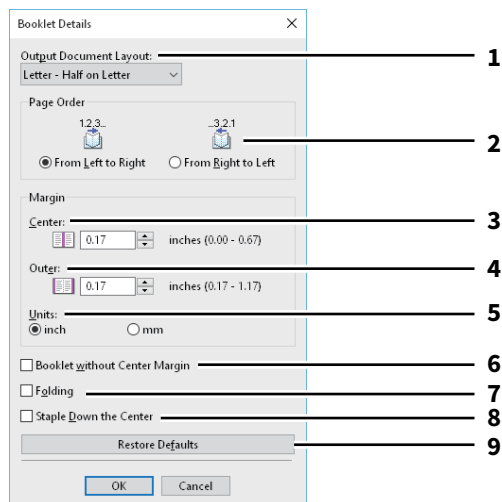 Booklet Details
Output Document Layout:
1
Letter - Half on Letter
Page Order
1.2.3... ...3.2.1
2
From Left to Right From Right to Left
Margin
Center:
3
0.17 inches (0.00 - 0.67)
Outer:
4
0.17 inches (0.17 - 1.17)
Units:
5
inch mm
Booklet without Center Margin
6
Folding
7
Staple Down the Center
8
Restore Defaults
9
OK Cancel